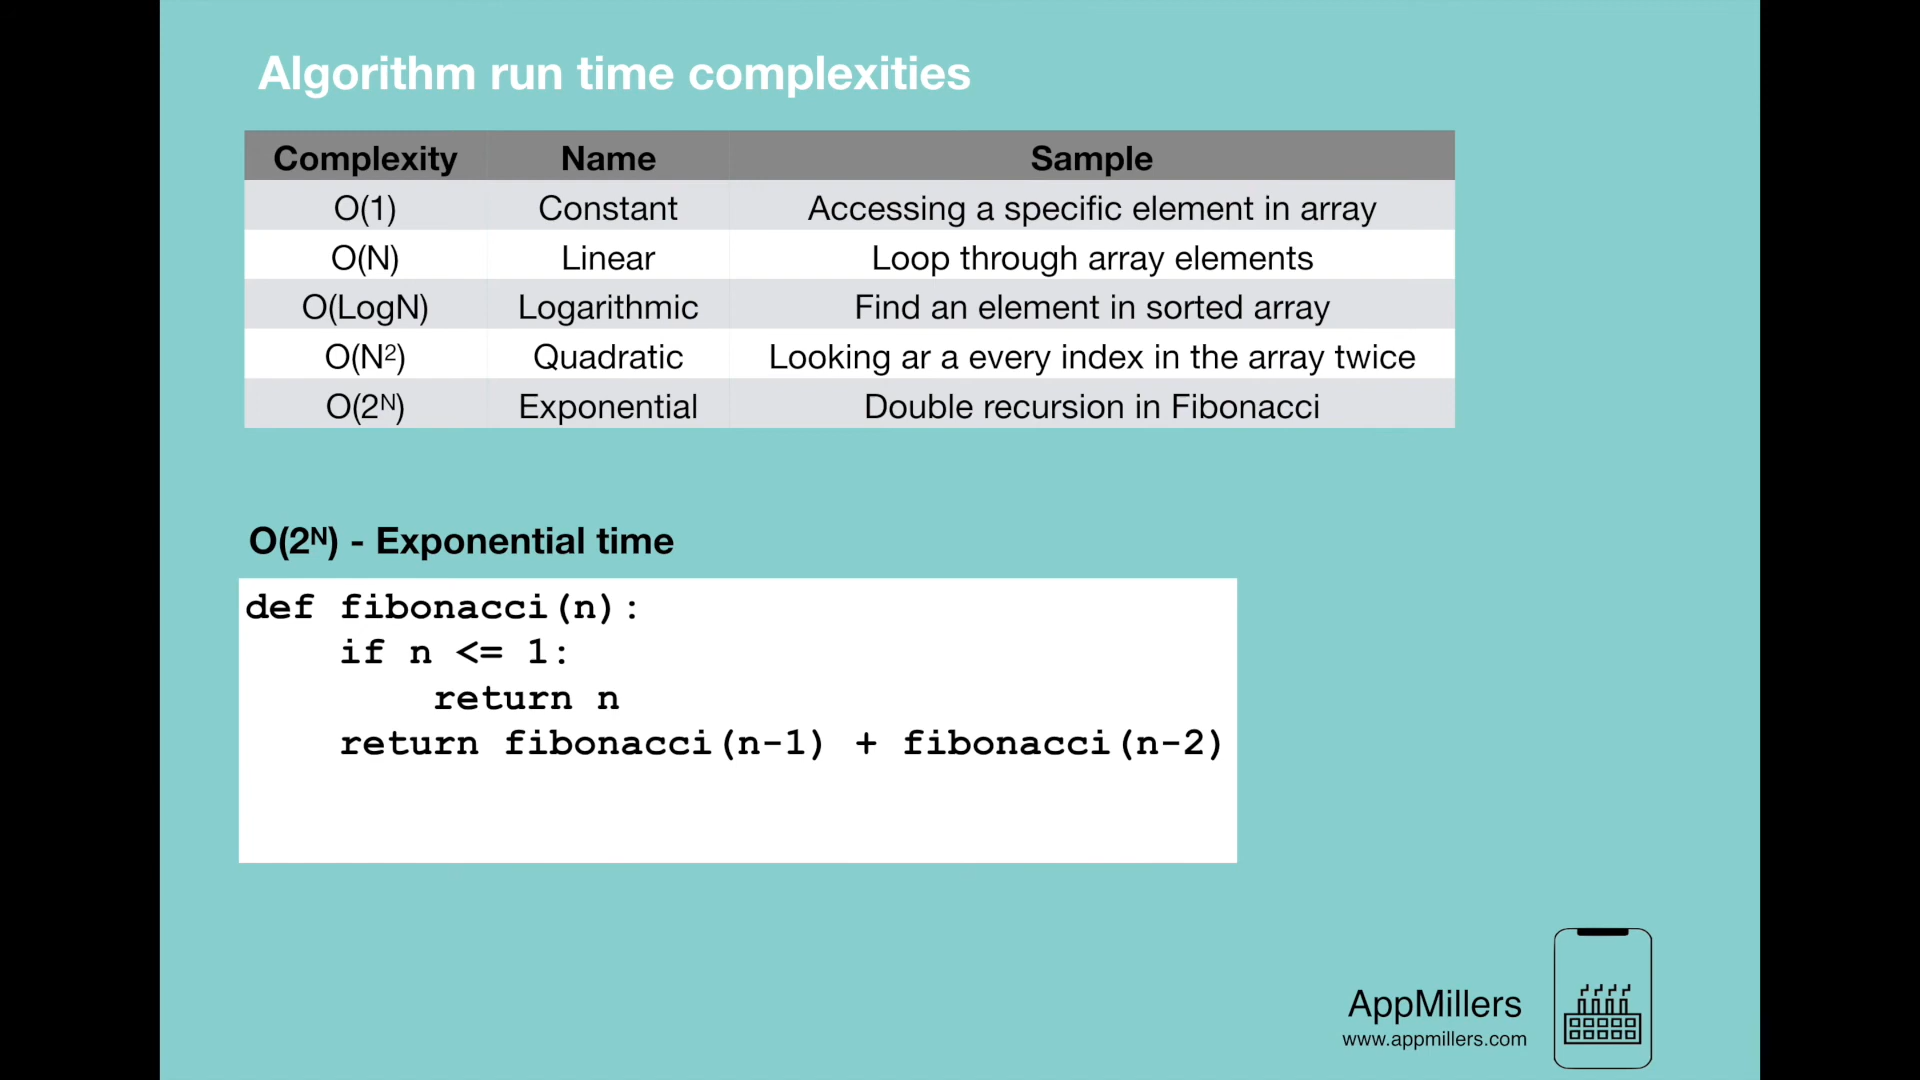 Algorithm run time complexities
Complexity Name Sample
O(1) Constant Accessing a specific element in array
O(N) Linear Loop through array elements
O(LogN) Logarithmic Find an element in sorted array
O(N²) Quadratic Looking ar a every index in the array twice
O(2ᴺ) Exponential Double recursion in Fibonacci
O(2ᴺ) - Exponential time
def fibonacci(n):
    if n <= 1:
        return n
    return fibonacci(n-1) + fibonacci(n-2)
AppMillers
www.appmillers.com